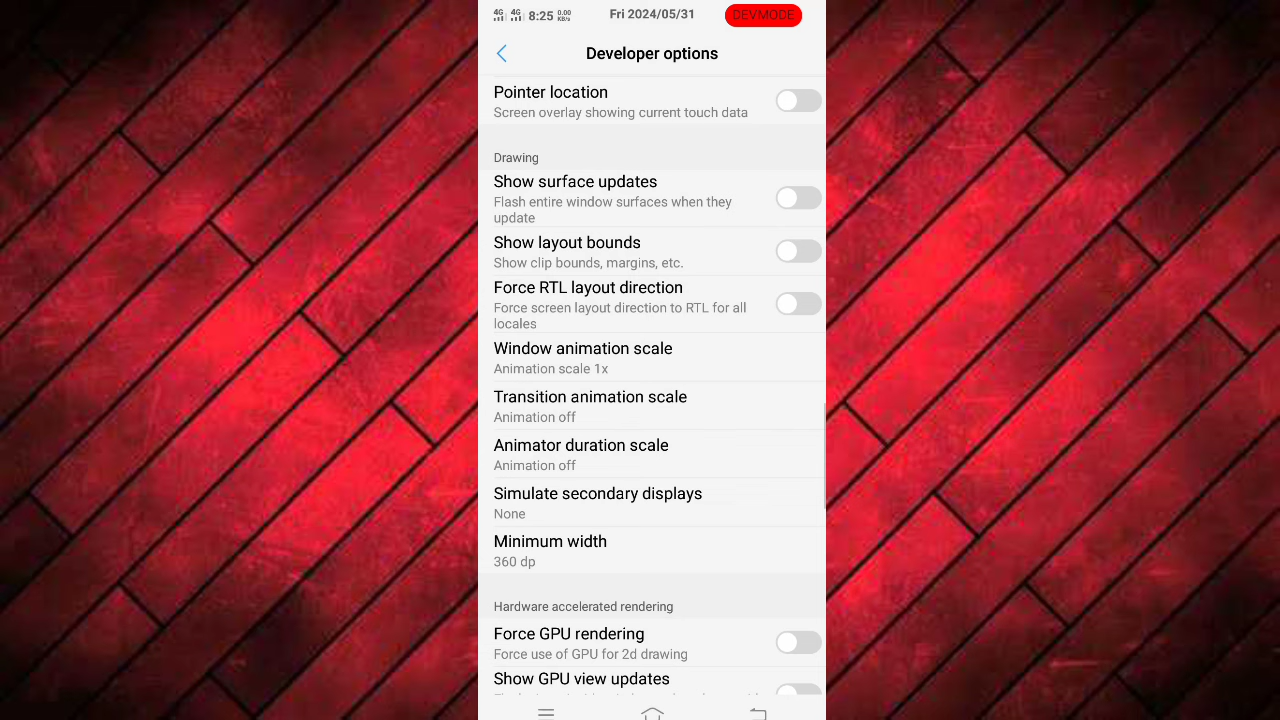 4G 4G 8:25 0.00 KB/s Fri 2024/05/31 DEVMODE
Developer options
Pointer location
Screen overlay showing current touch data
Drawing
Show surface updates
Flash entire window surfaces when they
update
Show layout bounds
Show clip bounds, margins, etc.
Force RTL layout direction
Force screen layout direction to RTL for all
locales
Window animation scale
Animation scale 1x
Transition animation scale
Animation off
Animator duration scale
Animation off
Simulate secondary displays
None
Minimum width
360 dp
Hardware accelerated rendering
Force GPU rendering
Force use of GPU for 2d drawing
Show GPU view updates